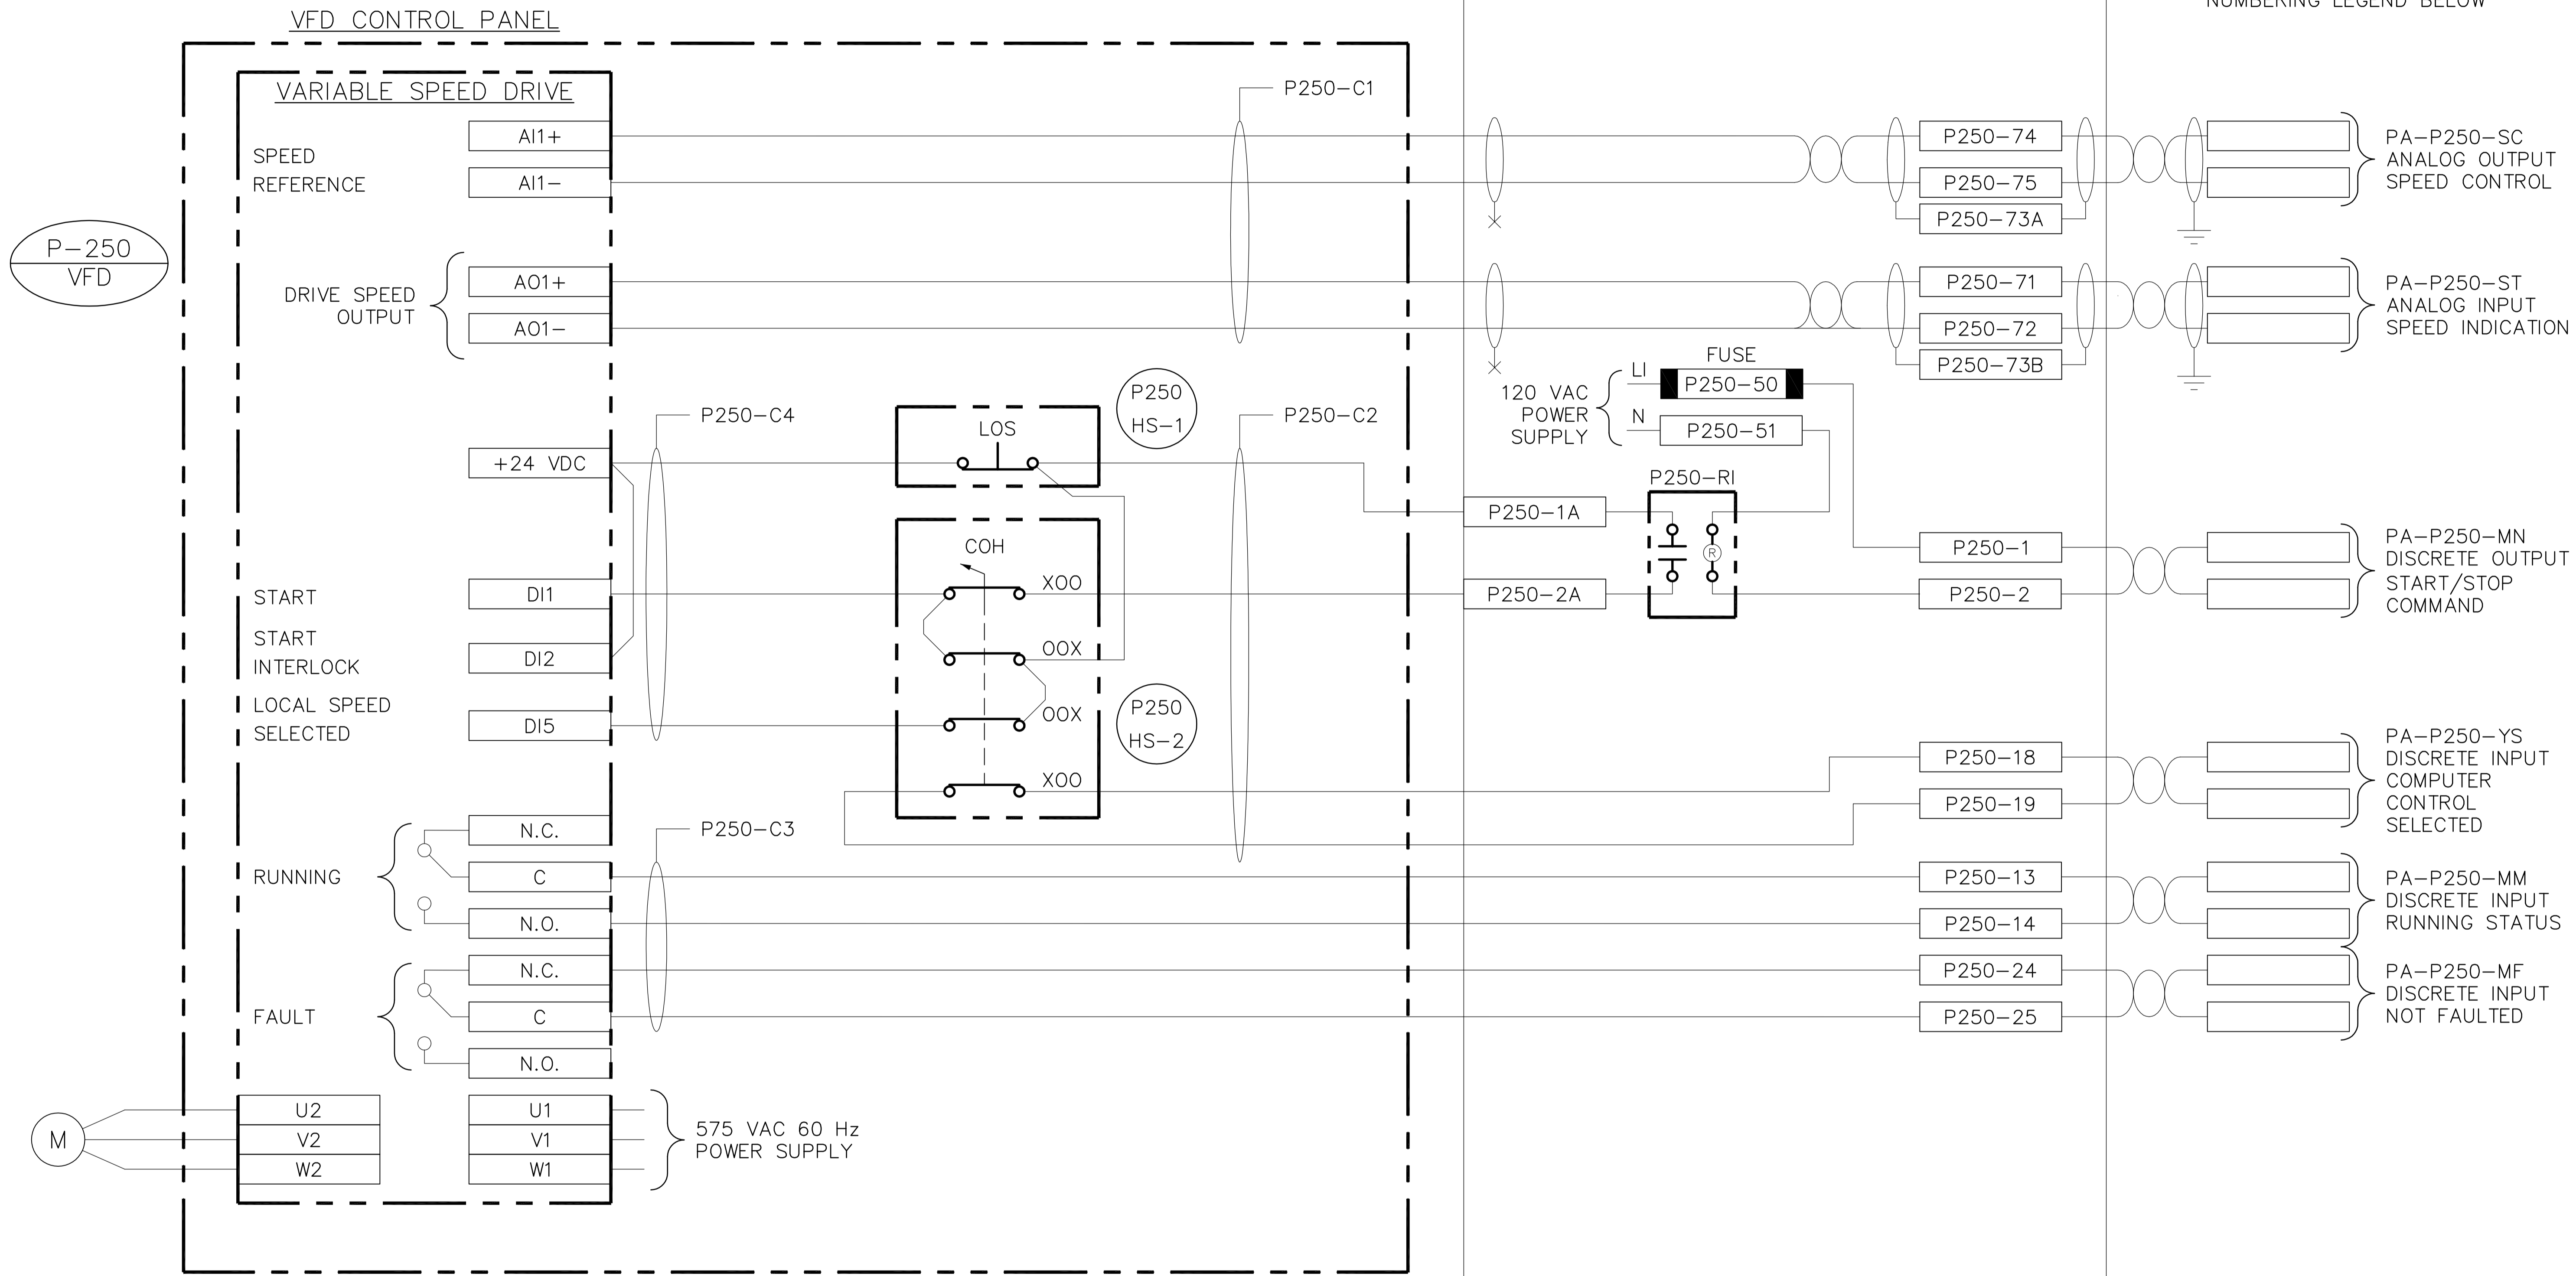 NUMBERING LEGEND BELOW
VFD CONTROL PANEL
VARIABLE SPEED DRIVE
P250-C1
SPEED
REFERENCE
AI1+
AI1-
P250-74
P250-75
P250-73A
PA-P250-SC
ANALOG OUTPUT
SPEED CONTROL
P-250
VFD
DRIVE SPEED
OUTPUT
AO1+
AO1-
P250-71
P250-72
P250-73B
PA-P250-ST
ANALOG INPUT
SPEED INDICATION
FUSE
120 VAC
POWER
SUPPLY
LI
P250-50
N
P250-51
P250-C4
LOS
P250
HS-1
P250-C2
+24 VDC
P250-RI
P250-1A
P250-2A
R
P250-1
P250-2
PA-P250-MN
DISCRETE OUTPUT
START/STOP
COMMAND
COH
START
DI1
XOO
START
INTERLOCK
DI2
OOX
LOCAL SPEED
SELECTED
DI5
OOX
P250
HS-2
XOO
P250-18
P250-19
PA-P250-YS
DISCRETE INPUT
COMPUTER
CONTROL
SELECTED
P250-C3
RUNNING
N.C.
C
N.O.
P250-13
P250-14
PA-P250-MM
DISCRETE INPUT
RUNNING STATUS
FAULT
N.C.
C
N.O.
P250-24
P250-25
PA-P250-MF
DISCRETE INPUT
NOT FAULTED
M
U2
V2
W2
U1
V1
W1
575 VAC 60 Hz
POWER SUPPLY